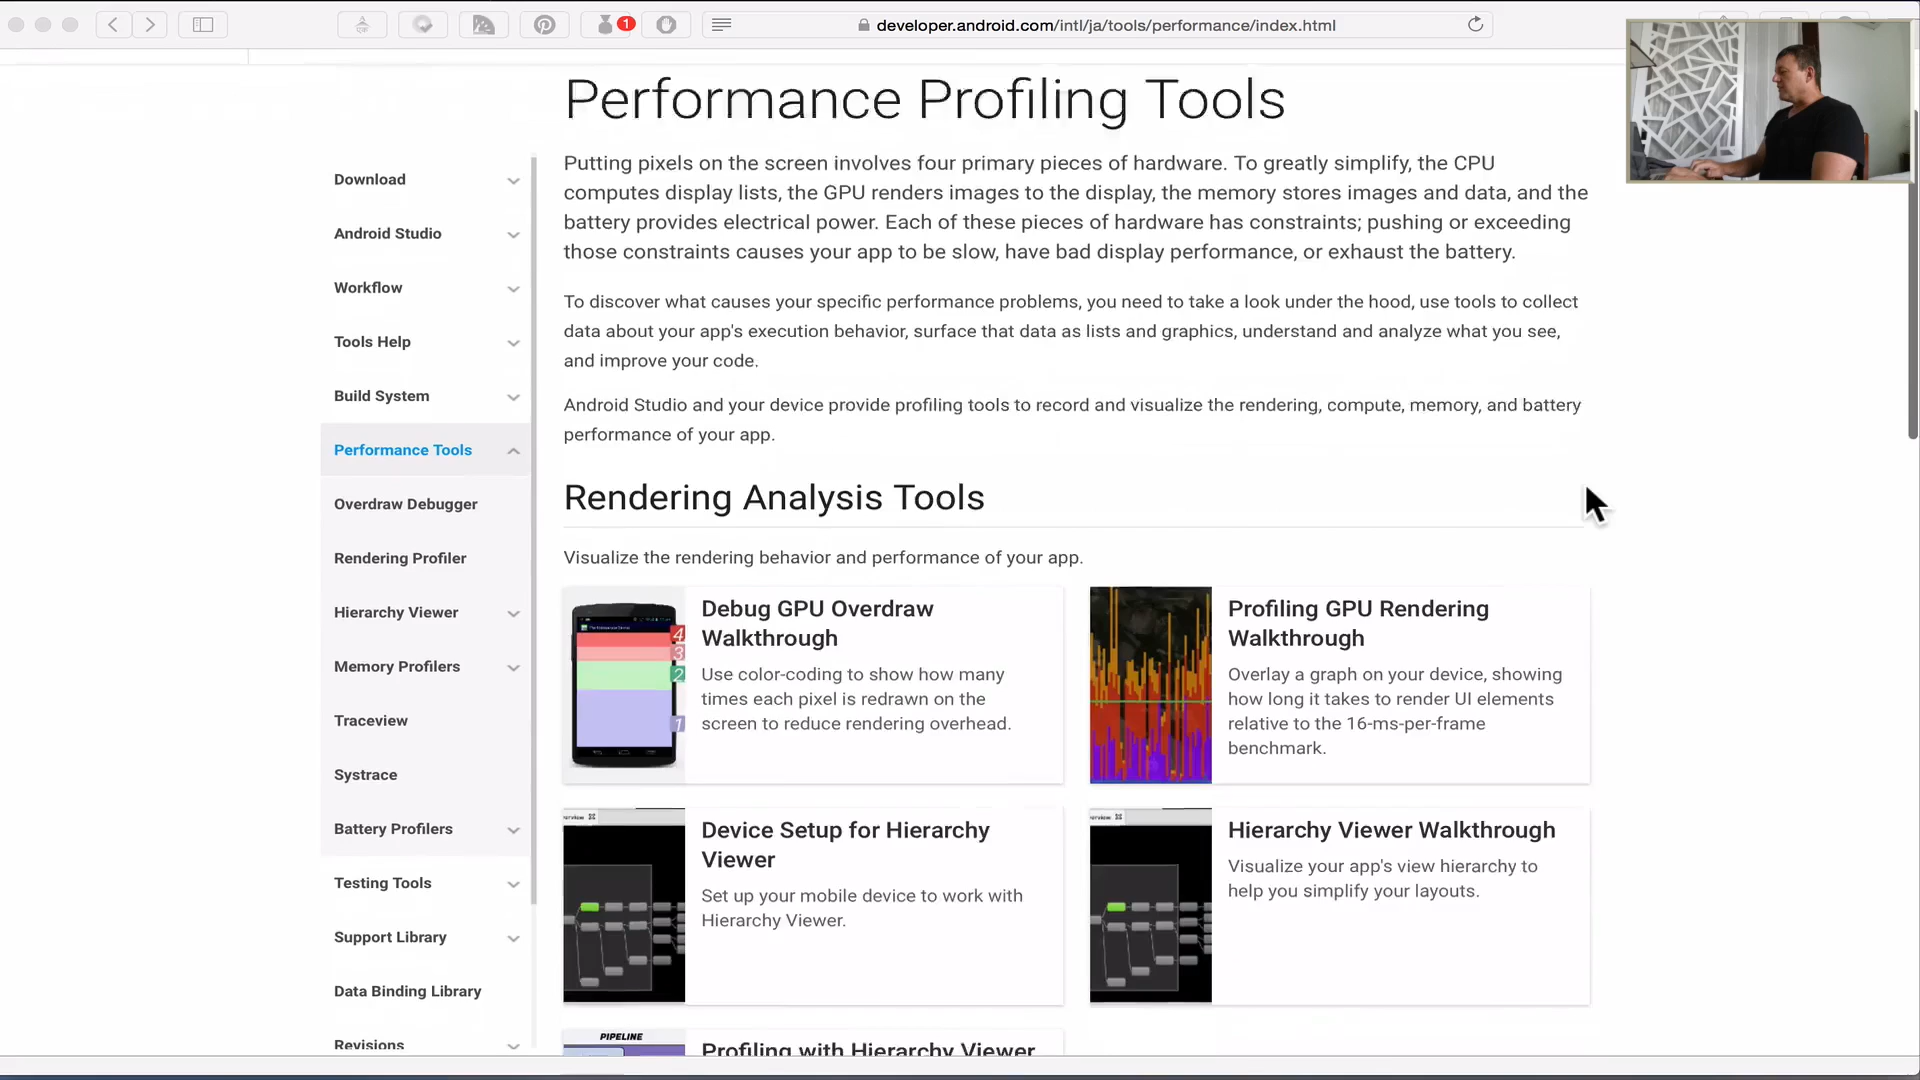 1
developer.android.com/intl/ja/tools/performance/index.html
Performance Profiling Tools
Putting pixels on the screen involves four primary pieces of hardware. To greatly simplify, the CPU
computes display lists, the GPU renders images to the display, the memory stores images and data, and the
battery provides electrical power. Each of these pieces of hardware has constraints; pushing or exceeding
those constraints causes your app to be slow, have bad display performance, or exhaust the battery.
To discover what causes your specific performance problems, you need to take a look under the hood, use tools to collect
data about your app's execution behavior, surface that data as lists and graphics, understand and analyze what you see,
and improve your code.
Android Studio and your device provide profiling tools to record and visualize the rendering, compute, memory, and battery
performance of your app.
Download
Android Studio
Workflow
Tools Help
Build System
Performance Tools
Overdraw Debugger
Rendering Profiler
Hierarchy Viewer
Memory Profilers
Traceview
Systrace
Battery Profilers
Testing Tools
Support Library
Data Binding Library
Revisions
Rendering Analysis Tools
Visualize the rendering behavior and performance of your app.
4
3
2
1
Debug GPU Overdraw
Walkthrough
Use color-coding to show how many
times each pixel is redrawn on the
screen to reduce rendering overhead.
Profiling GPU Rendering
Walkthrough
Overlay a graph on your device, showing
how long it takes to render UI elements
relative to the 16-ms-per-frame
benchmark.
Device Setup for Hierarchy
Viewer
Set up your mobile device to work with
Hierarchy Viewer.
Hierarchy Viewer Walkthrough
Visualize your app's view hierarchy to
help you simplify your layouts.
PIPELINE
Profiling with Hierarchy Viewer